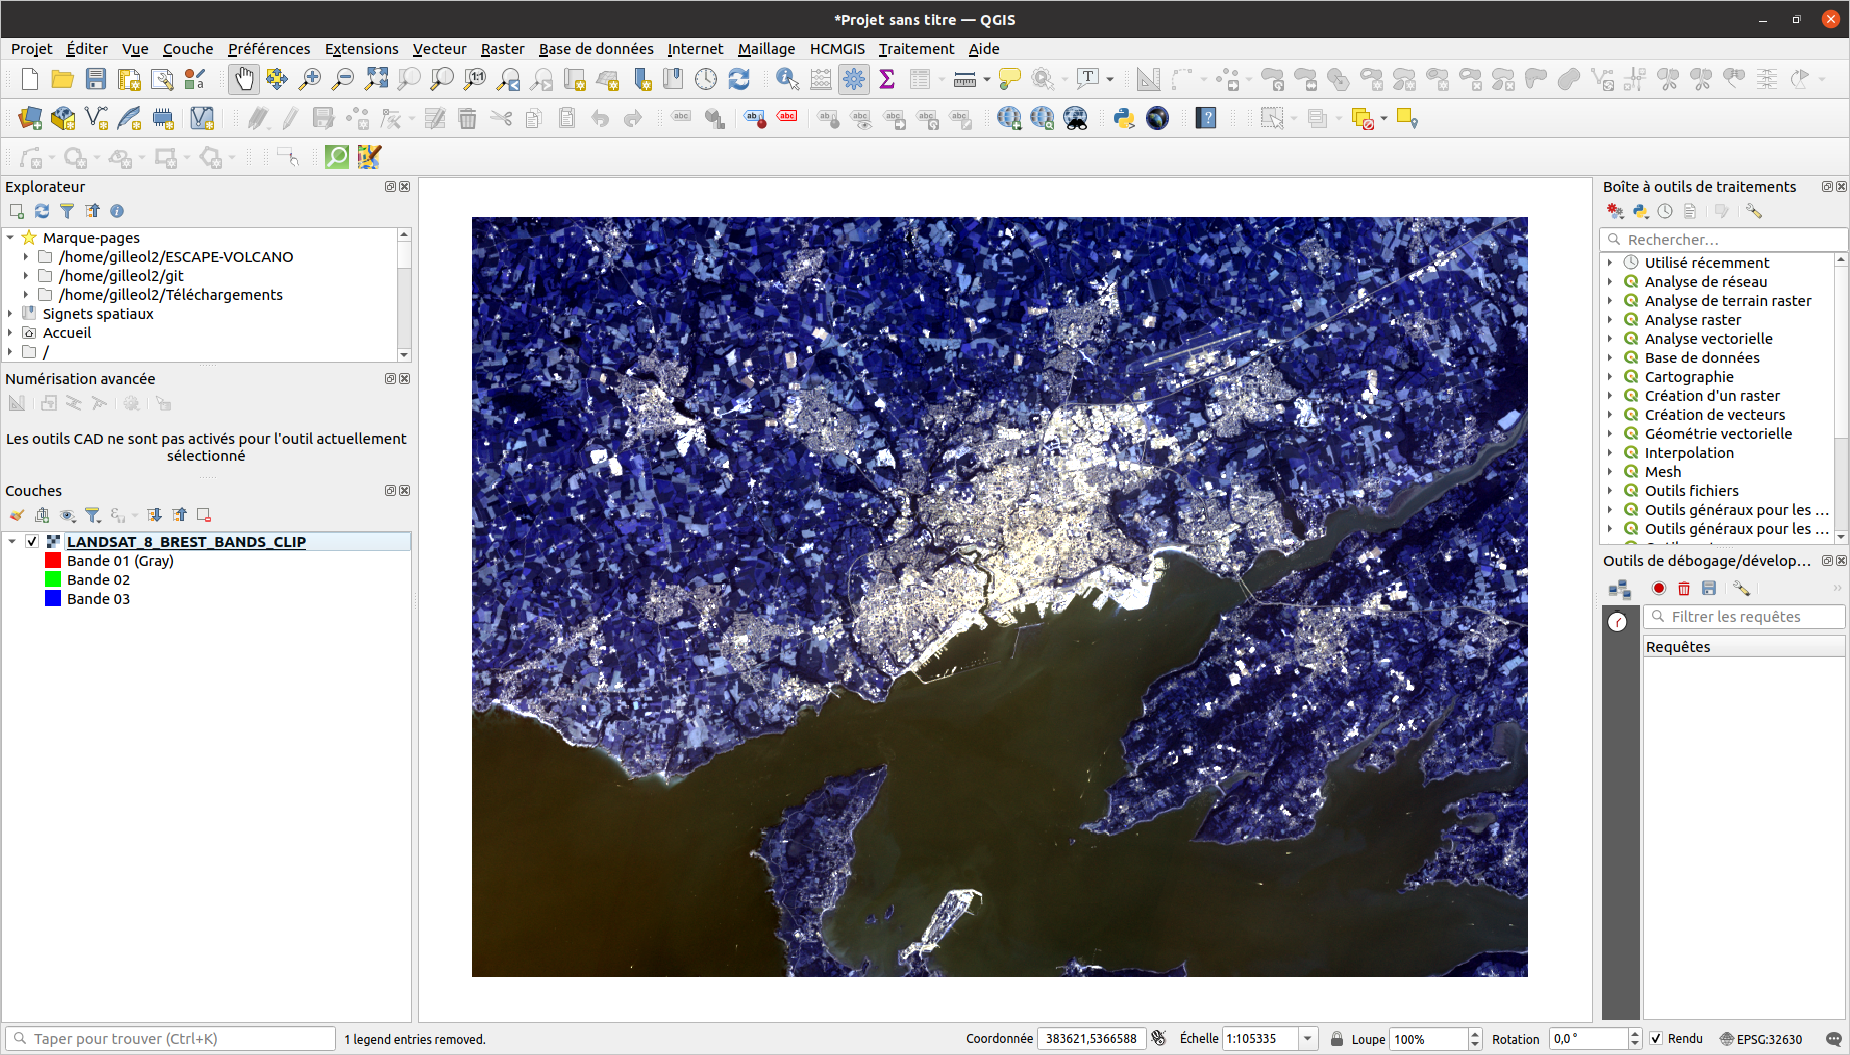 *Projet sans titre — QGIS
Projet Éditer Vue Couche Préférences Extensions Vecteur Raster Base de données Internet Maillage HCMGIS Traitement Aide
Explorateur
Marque-pages
/home/gilleol2/ESCAPE-VOLCANO
/home/gilleol2/git
/home/gilleol2/Téléchargements
Signets spatiaux
Accueil
/
Numérisation avancée
Les outils CAD ne sont pas activés pour l'outil actuellement
sélectionné
Couches
LANDSAT_8_BREST_BANDS_CLIP
Bande 01 (Gray)
Bande 02
Bande 03
Boîte à outils de traitements
Rechercher…
Utilisé récemment
Analyse de réseau
Analyse de terrain raster
Analyse raster
Analyse vectorielle
Base de données
Cartographie
Création d'un raster
Création de vecteurs
Géométrie vectorielle
Interpolation
Mesh
Outils fichiers
Outils généraux pour les ...
Outils généraux pour les ...
Outils de débogage/dévelop...
Filtrer les requêtes
Requêtes
Taper pour trouver (Ctrl+K)
1 legend entries removed.
Coordonnée 383621,5366588 Échelle 1:105335 Loupe 100% Rotation 0,0 ° Rendu EPSG:32630